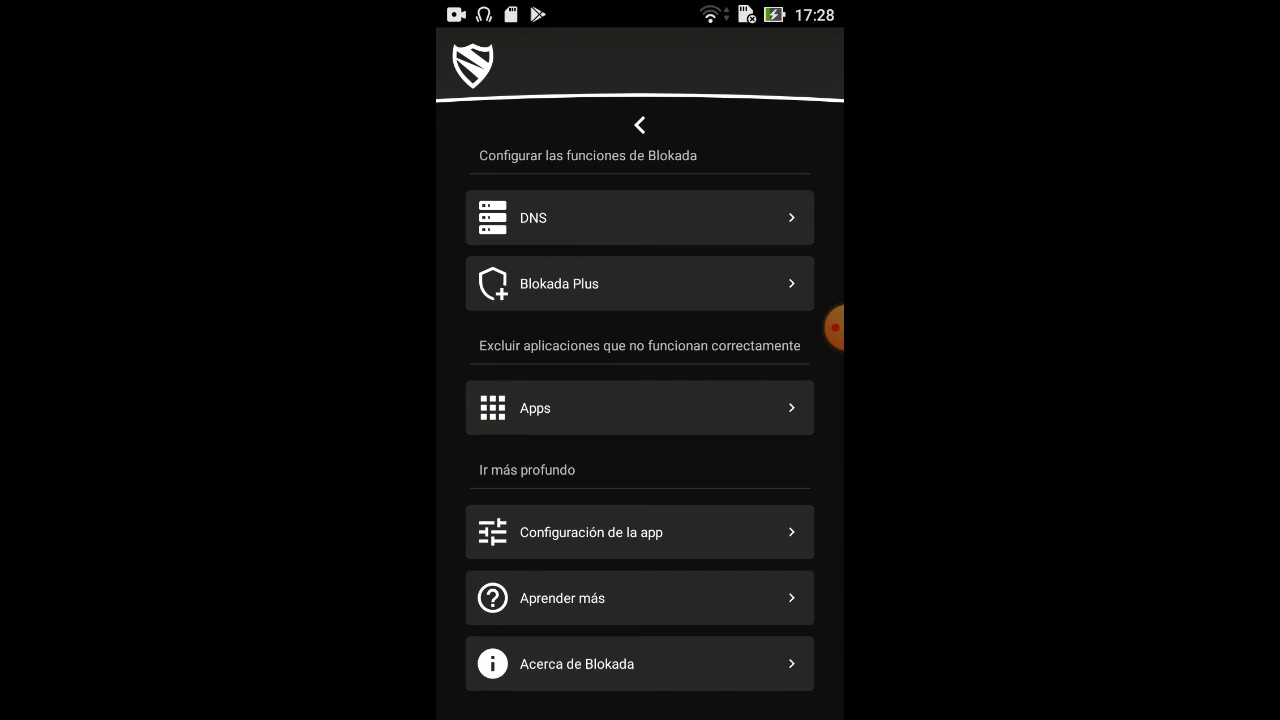 17:28
Configurar las funciones de Blokada
DNS
Blokada Plus
Excluir aplicaciones que no funcionan correctamente
Apps
Ir más profundo
Configuración de la app
Aprender más
Acerca de Blokada